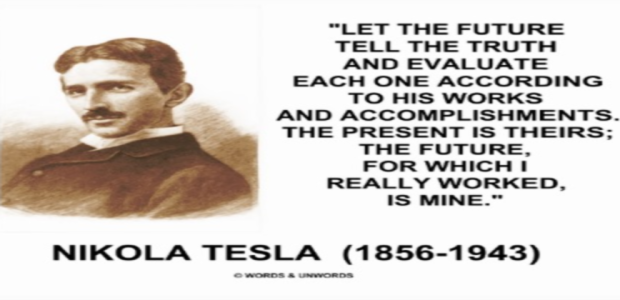 "LET THE FUTURE
TELL THE TRUTH
AND EVALUATE
EACH ONE ACCORDING
TO HIS WORKS
AND ACCOMPLISHMENTS.
THE PRESENT IS THEIRS;
THE FUTURE,
FOR WHICH I
REALLY WORKED,
IS MINE."
NIKOLA TESLA (1856-1943)
© WORDS & UNWORDS